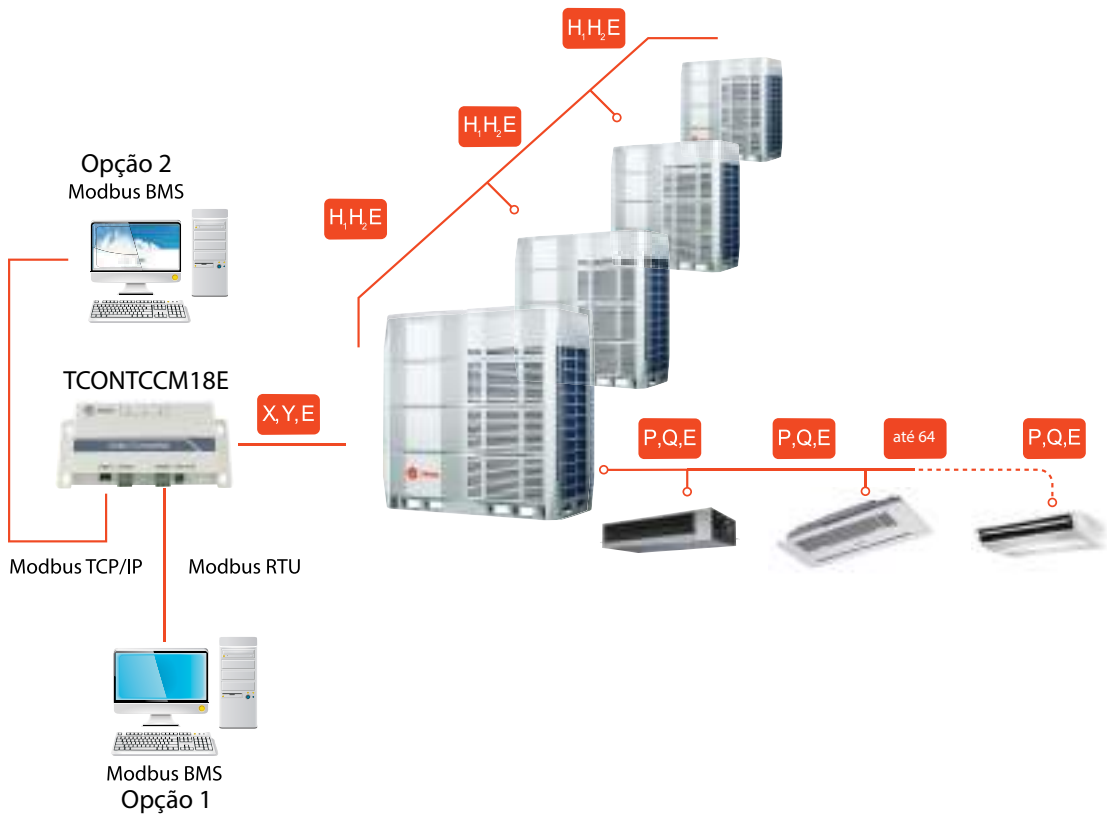 H₁H₂E
H₁H₂E
Opção 2
Modbus BMS
H₁H₂E
TCONTCCM18E
X,Y,E
P,Q,E
P,Q,E
até 64
P,Q,E
Modbus TCP/IP
Modbus RTU
Modbus BMS
Opção 1